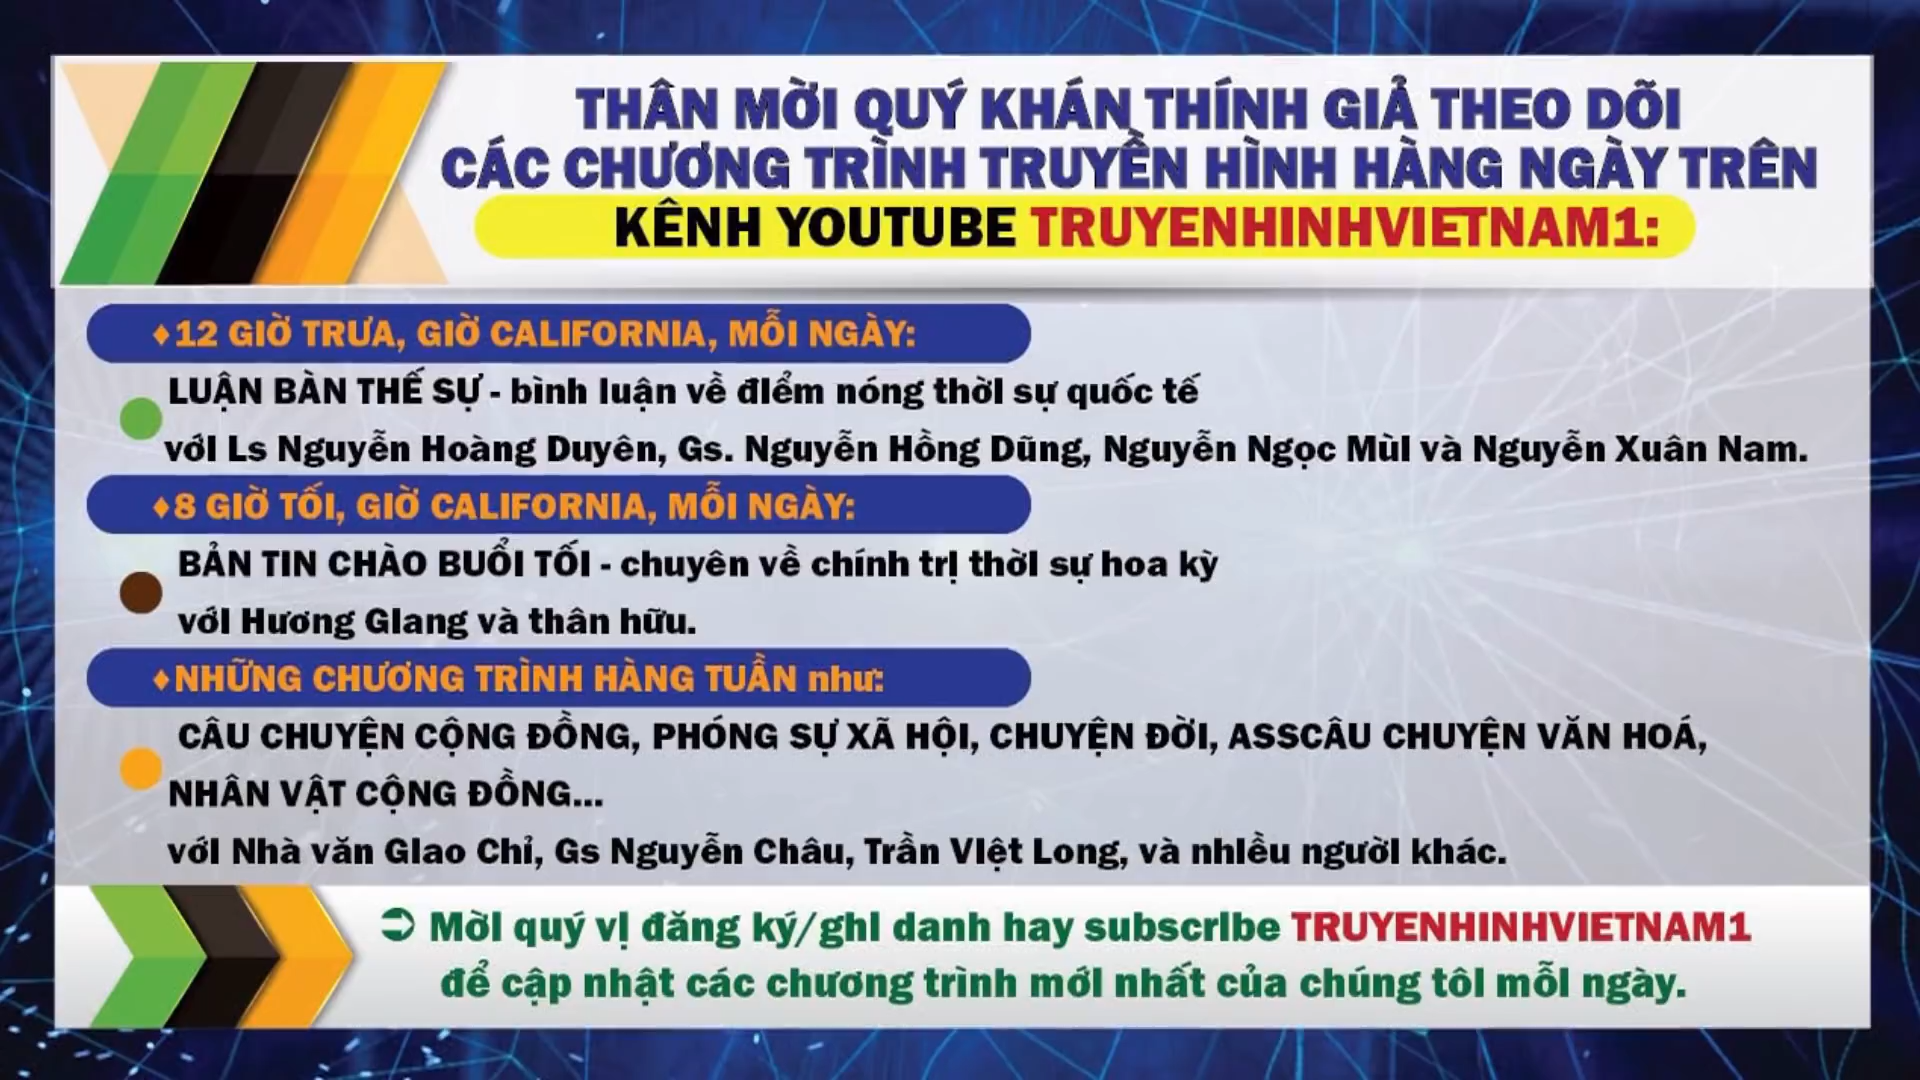 THÂN MỜI QUÝ KHÁN THÍNH GIẢ THEO DÕI
CÁC CHƯƠNG TRÌNH TRUYỀN HÌNH HÀNG NGÀY TRÊN
KÊNH YOUTUBE TRUYENHINHVIETNAM1:
♦12 GIỜ TRƯA, GIỜ CALIFORNIA, MỖI NGÀY:
LUẬN BÀN THẾ SỰ - bình luận về điểm nóng thời sự quốc tế
với Ls Nguyễn Hoàng Duyên, Gs. Nguyễn Hồng Dũng, Nguyễn Ngọc Mùi và Nguyễn Xuân Nam.
♦8 GIỜ TỐI, GIỜ CALIFORNIA, MỖI NGÀY:
BẢN TIN CHÀO BUỔI TỐI - chuyên về chính trị thời sự hoa kỳ
với Hương Giang và thân hữu.
♦NHỮNG CHƯƠNG TRÌNH HÀNG TUẦN như:
CÂU CHUYỆN CỘNG ĐỒNG, PHÓNG SỰ XÃ HỘI, CHUYỆN ĐỜI, ASSCÂU CHUYỆN VĂN HOÁ,
NHÂN VẬT CỘNG ĐỒNG...
với Nhà văn Giao Chỉ, Gs Nguyễn Châu, Trần Việt Long, và nhiều người khác.
➲ Mời quý vị đăng ký/ghi danh hay subscribe TRUYENHINHVIETNAM1
để cập nhật các chương trình mới nhất của chúng tôi mỗi ngày.